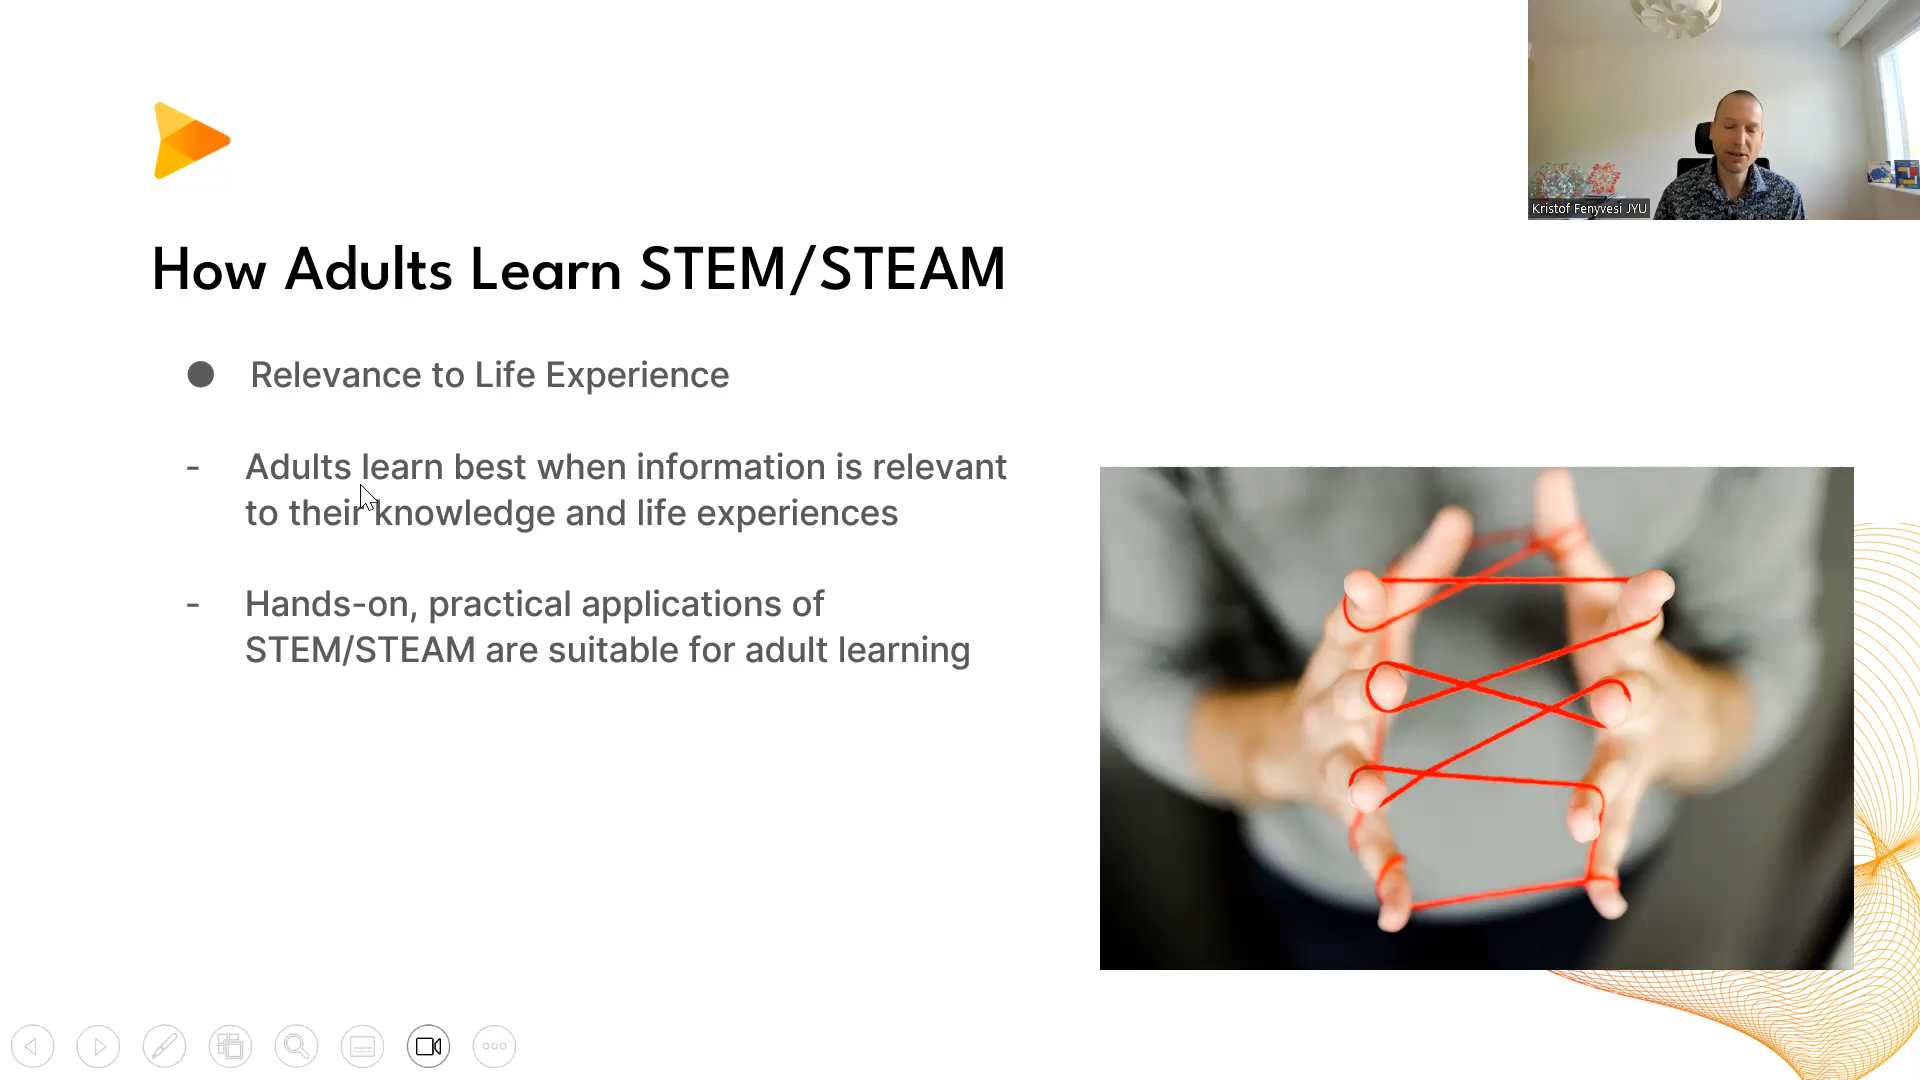 Kristof Fenyvesi JYU
How Adults Learn STEM/STEAM
● Relevance to Life Experience
- Adults learn best when information is relevant
to their knowledge and life experiences
- Hands-on, practical applications of
STEM/STEAM are suitable for adult learning